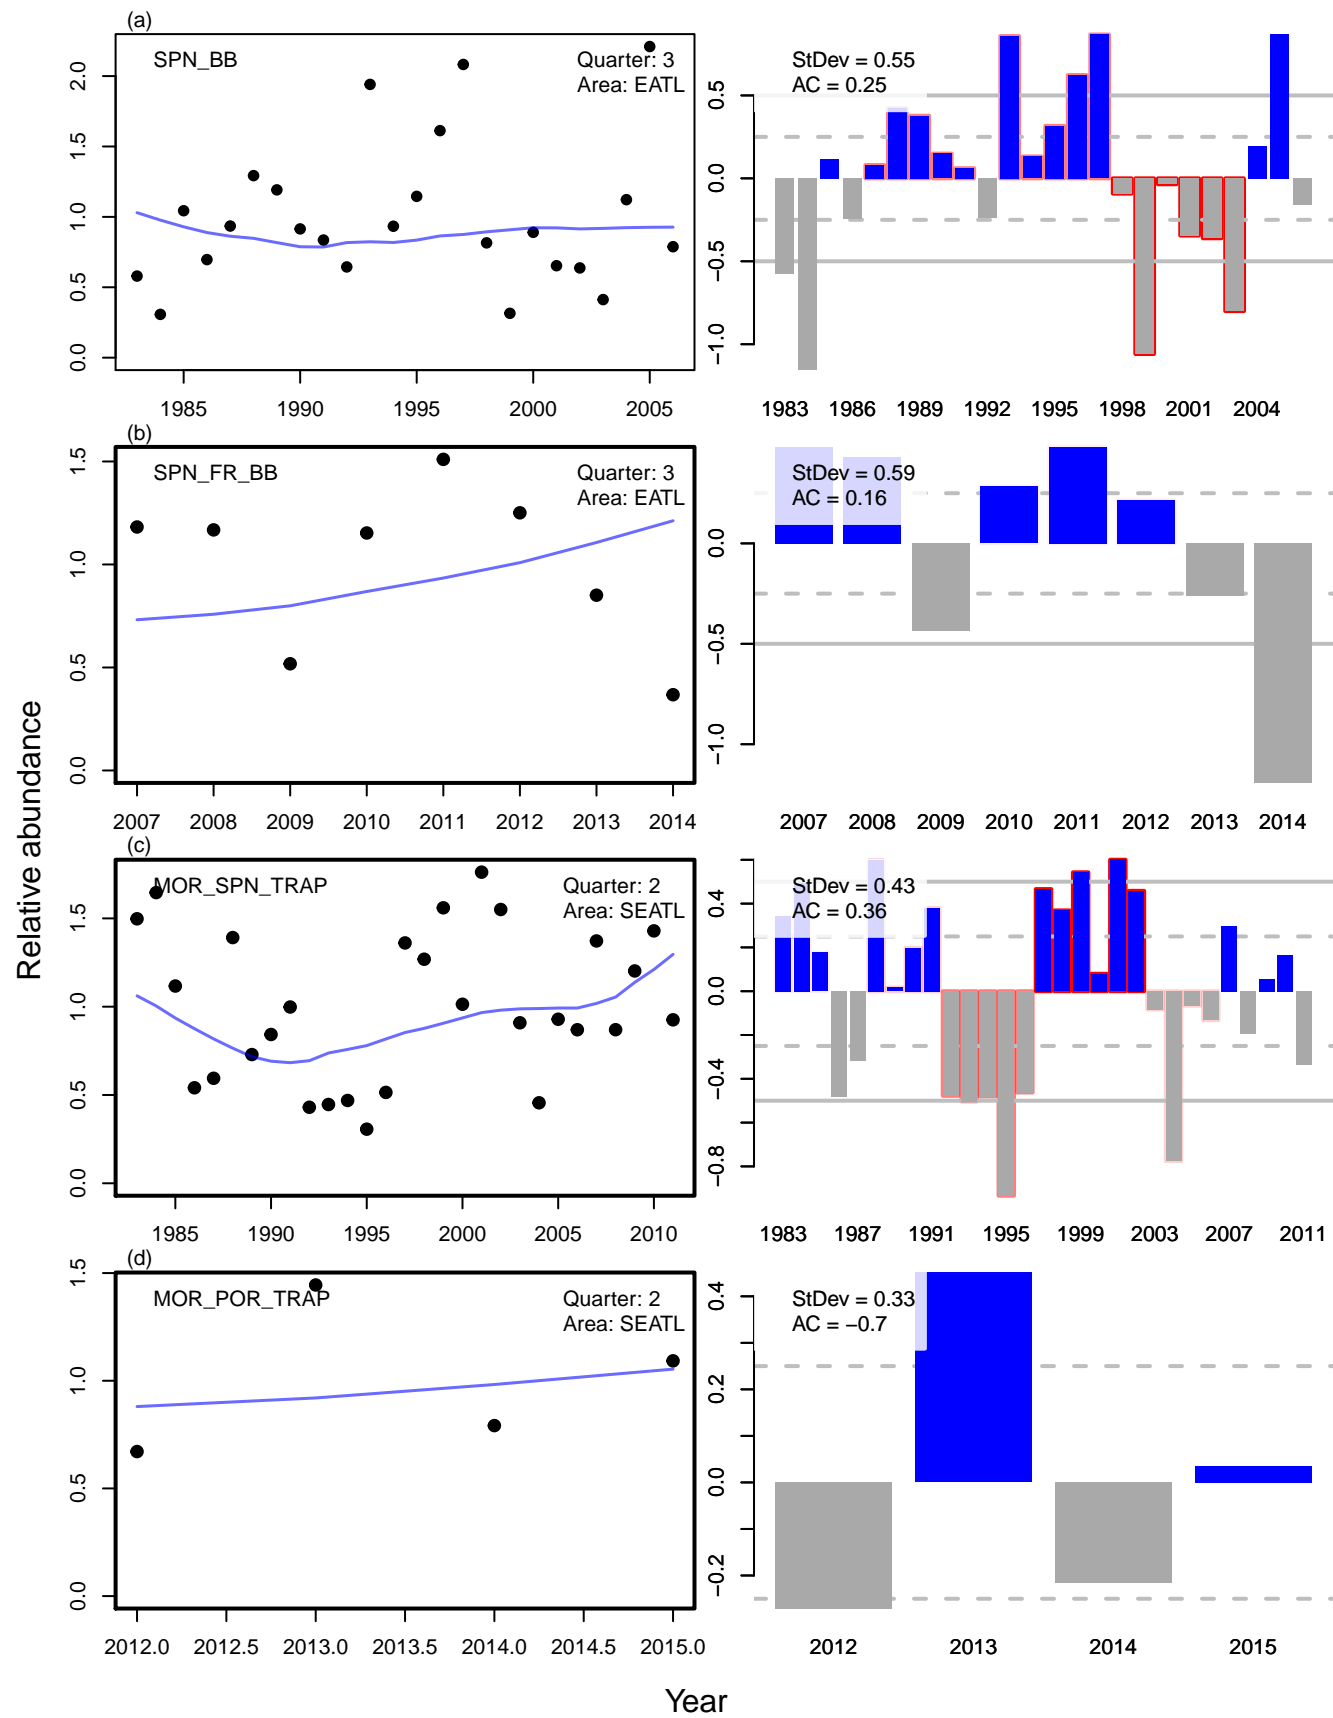 (a)
SPN_BB
Quarter: 3
Area: EATL
0.0 0.5 1.0 1.5 2.0
1985 1990 1995 2000 2005
StDev = 0.55
AC = 0.25
−1.0 −0.5 0.0 0.5
1983 1986 1989 1992 1995 1998 2001 2004
(b)
SPN_FR_BB
Quarter: 3
Area: EATL
0.0 0.5 1.0 1.5
2007 2008 2009 2010 2011 2012 2013 2014
StDev = 0.59
AC = 0.16
−1.0 −0.5 0.0
2007 2008 2009 2010 2011 2012 2013 2014
Relative abundance
(c)
MOR_SPN_TRAP
Quarter: 2
Area: SEATL
0.0 0.5 1.0 1.5
1985 1990 1995 2000 2005 2010
StDev = 0.43
AC = 0.36
−0.8 −0.4 0.0 0.4
1983 1987 1991 1995 1999 2003 2007 2011
(d)
MOR_POR_TRAP
Quarter: 2
Area: SEATL
0.0 0.5 1.0 1.5
2012.0 2012.5 2013.0 2013.5 2014.0 2014.5 2015.0
StDev = 0.33
AC = −0.7
−0.2 0.0 0.2 0.4
2012 2013 2014 2015
Year